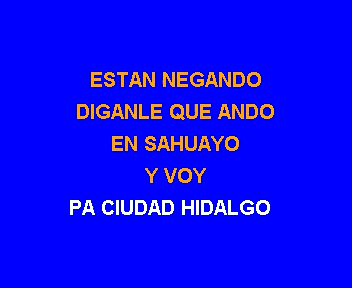 ESTAN NEGANDO
DIGANLE QUE ANDO
EN SAHUAYO
Y VOY
PA CIUDAD HIDALGO